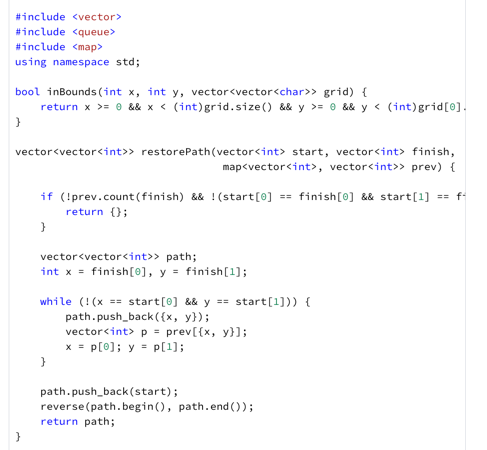 #include <vector>
#include <queue>
#include <map>
using namespace std;

bool inBounds(int x, int y, vector<vector<char>> grid) {
    return x >= 0 && x < (int)grid.size() && y >= 0 && y < (int)grid[0].
}

vector<vector<int>> restorePath(vector<int> start, vector<int> finish,
                                map<vector<int>, vector<int>> prev) {

    if (!prev.count(finish) && !(start[0] == finish[0] && start[1] == fi
        return {};
    }

    vector<vector<int>> path;
    int x = finish[0], y = finish[1];

    while (!(x == start[0] && y == start[1])) {
        path.push_back({x, y});
        vector<int> p = prev[{x, y}];
        x = p[0]; y = p[1];
    }

    path.push_back(start);
    reverse(path.begin(), path.end());
    return path;
}